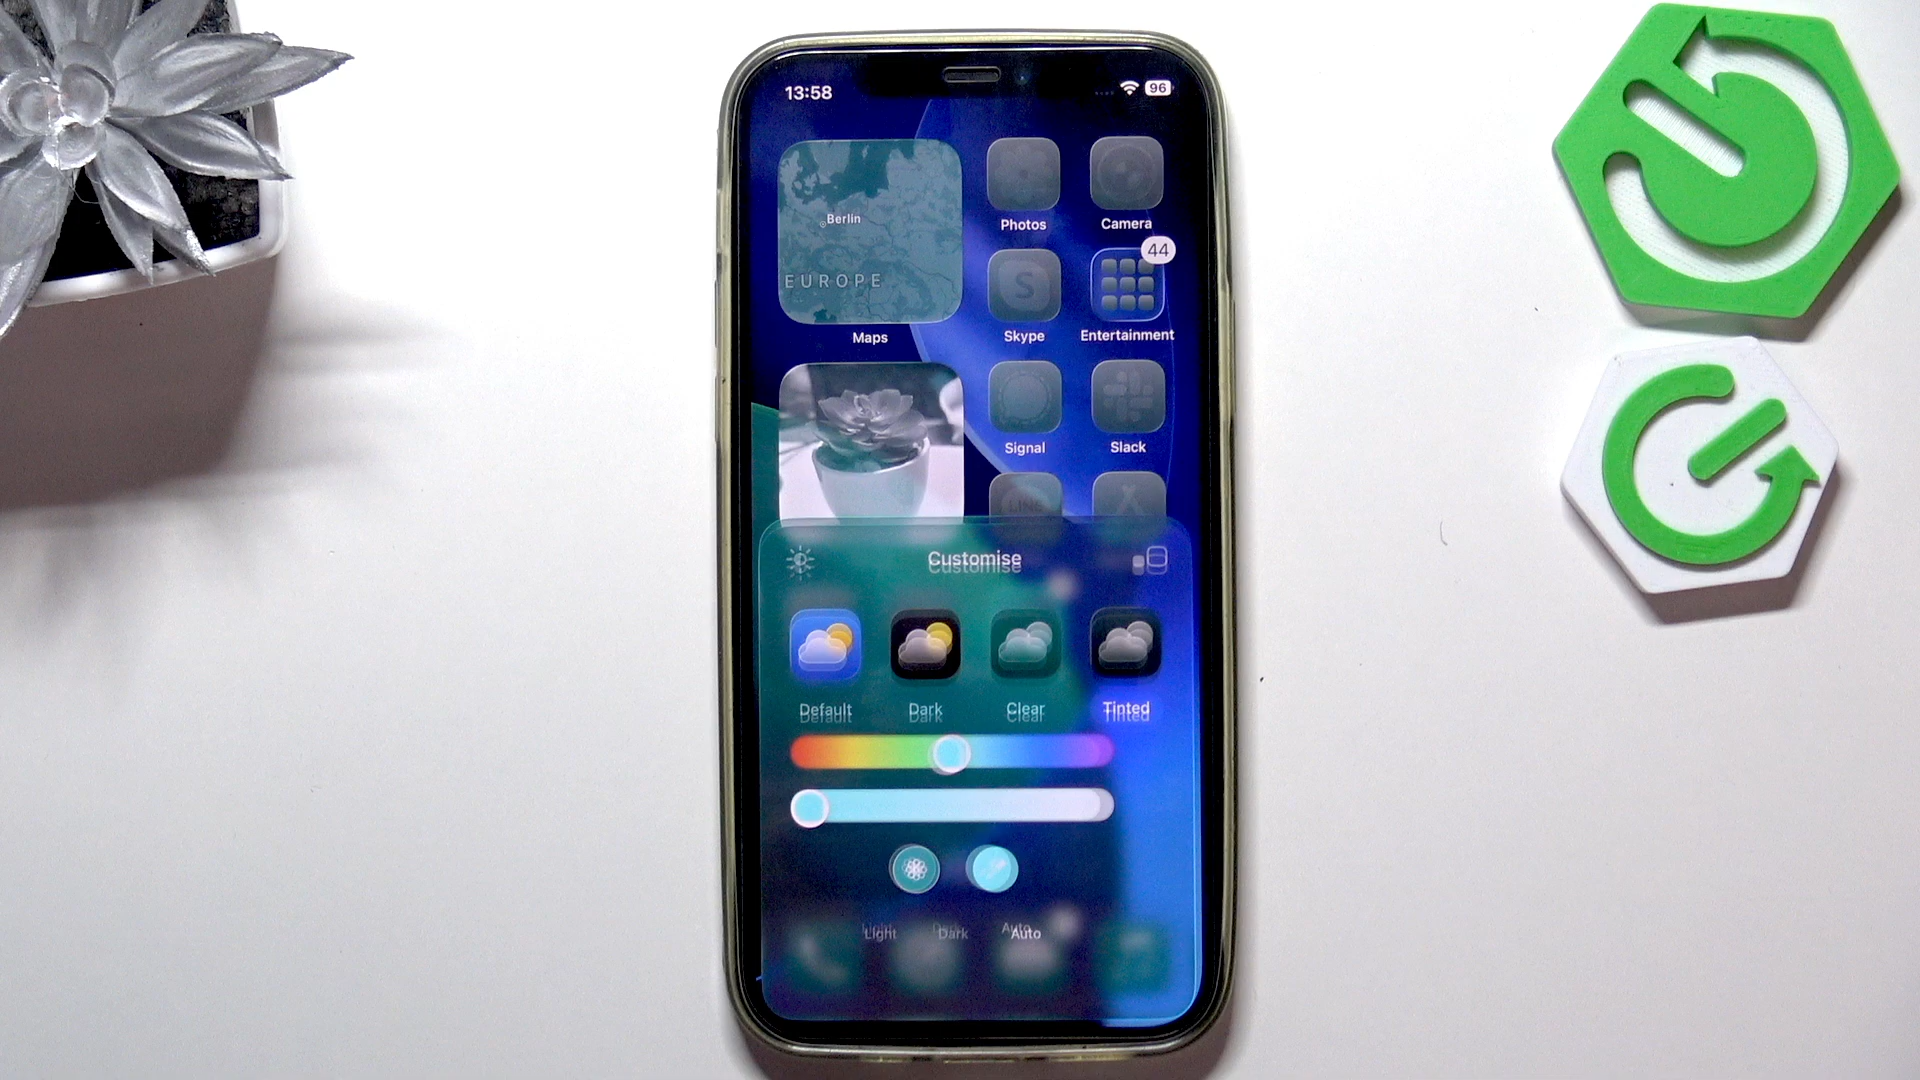 13:58
96
Berlin
EUROPE
Maps
Photos
Camera
S
Skype
44
Entertainment
Signal
Slack
LINE
Customise
Default
Dark
Clear
Tinted
Light
Dark
Auto